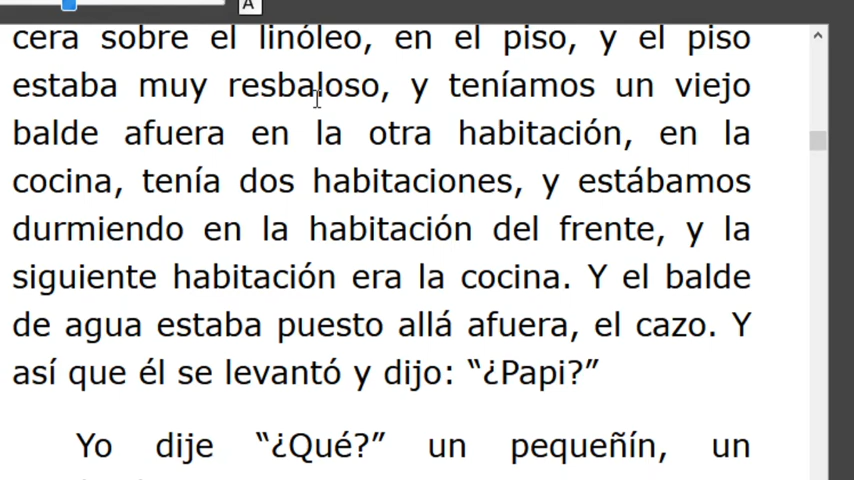 A
cera sobre el linóleo, en el piso, y el piso
estaba muy resbaloso, y teníamos un viejo
balde afuera en la otra habitación, en la
cocina, tenía dos habitaciones, y estábamos
durmiendo en la habitación del frente, y la
siguiente habitación era la cocina. Y el balde
de agua estaba puesto allá afuera, el cazo. Y
así que él se levantó y dijo: “¿Papi?”
Yo dije “¿Qué?” un pequeñín, un